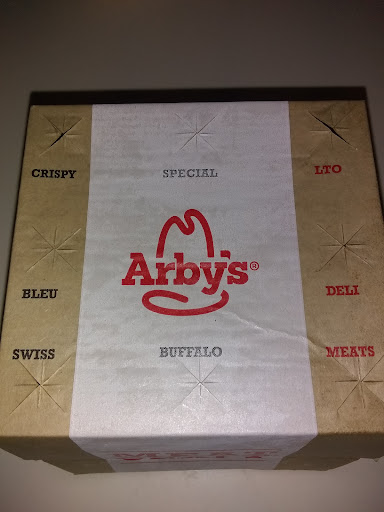 CRISPY SPECIAL LTO
Arby's®
BLEU DELI
SWISS BUFFALO MEATS